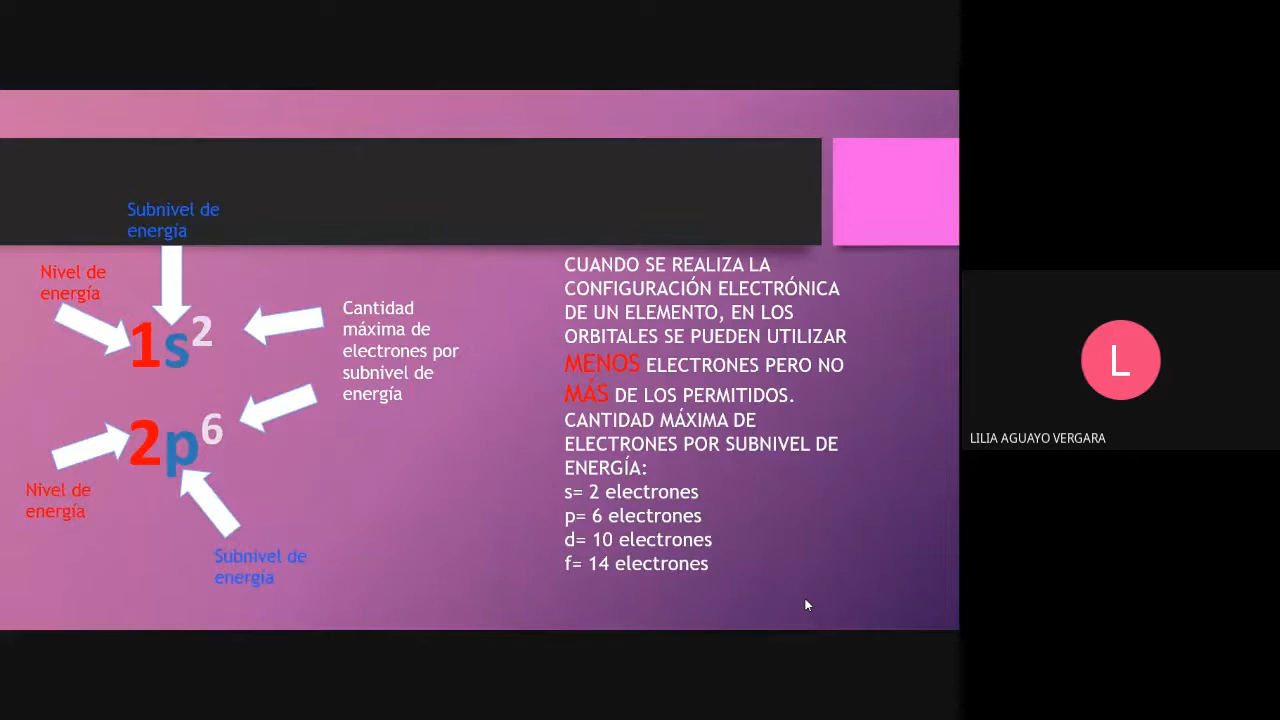 Subnivel de
energía
Nivel de
energía
1s2
Cantidad
máxima de
electrones por
subnivel de
energía
2p6
Nivel de
energía
Subnivel de
energía
CUANDO SE REALIZA LA
CONFIGURACIÓN ELECTRÓNICA
DE UN ELEMENTO, EN LOS
ORBITALES SE PUEDEN UTILIZAR
MENOS ELECTRONES PERO NO
MÁS DE LOS PERMITIDOS.
CANTIDAD MÁXIMA DE
ELECTRONES POR SUBNIVEL DE
ENERGÍA:
s= 2 electrones
p= 6 electrones
d= 10 electrones
f= 14 electrones
L
LILIA AGUAYO VERGARA